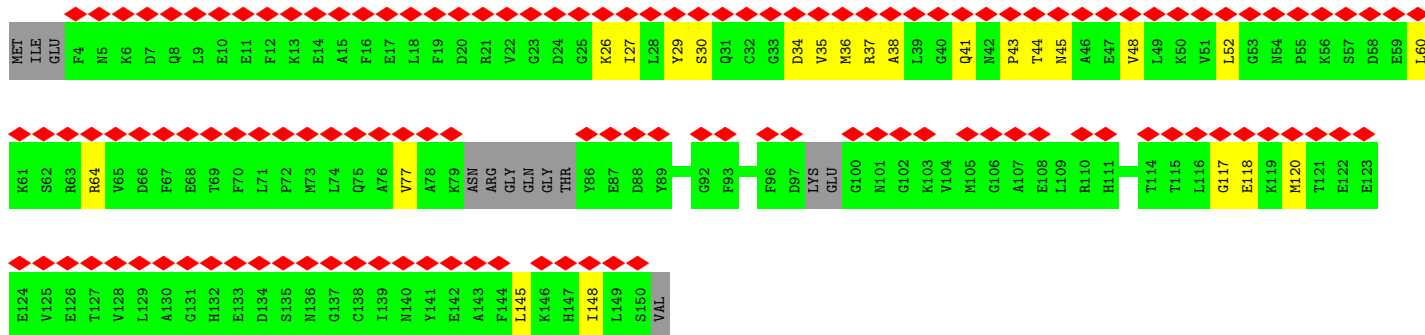 MET ILE GLU F4 N5 K6 D7 Q8 L9 E10 E11 F12 K13 E14 A15 F16 E17 L18 F19 D20 R21 V22 G23 D24 G25 K26 I27 L28 Y29 S30 Q31 C32 G33 D34 V35 M36 R37 A38 L39 G40 Q41 N42 P43 T44 N45 A46 E47 V48 L49 K50 V51 L52 G53 N54 P55 K56 S57 D58 E59 L60
K61 S62 R63 R64 V65 D66 F67 E68 T69 F70 L71 P72 M73 L74 Q75 A76 V77 A78 K79 ASN ARG GLY GLN GLY THR Y86 E87 D88 Y89 G92 F93 F96 D97 LYS GLU G100 N101 G102 K103 V104 M105 G106 A107 E108 L109 R110 H111 T114 T115 L116 G117 E118 K119 M120 T121 E122 E123
E124 V125 E126 T127 V128 L129 A130 G131 H132 E133 D134 S135 N136 G137 C138 I139 N140 Y141 E142 A143 F144 L145 K146 H147 I148 L149 S150 VAL